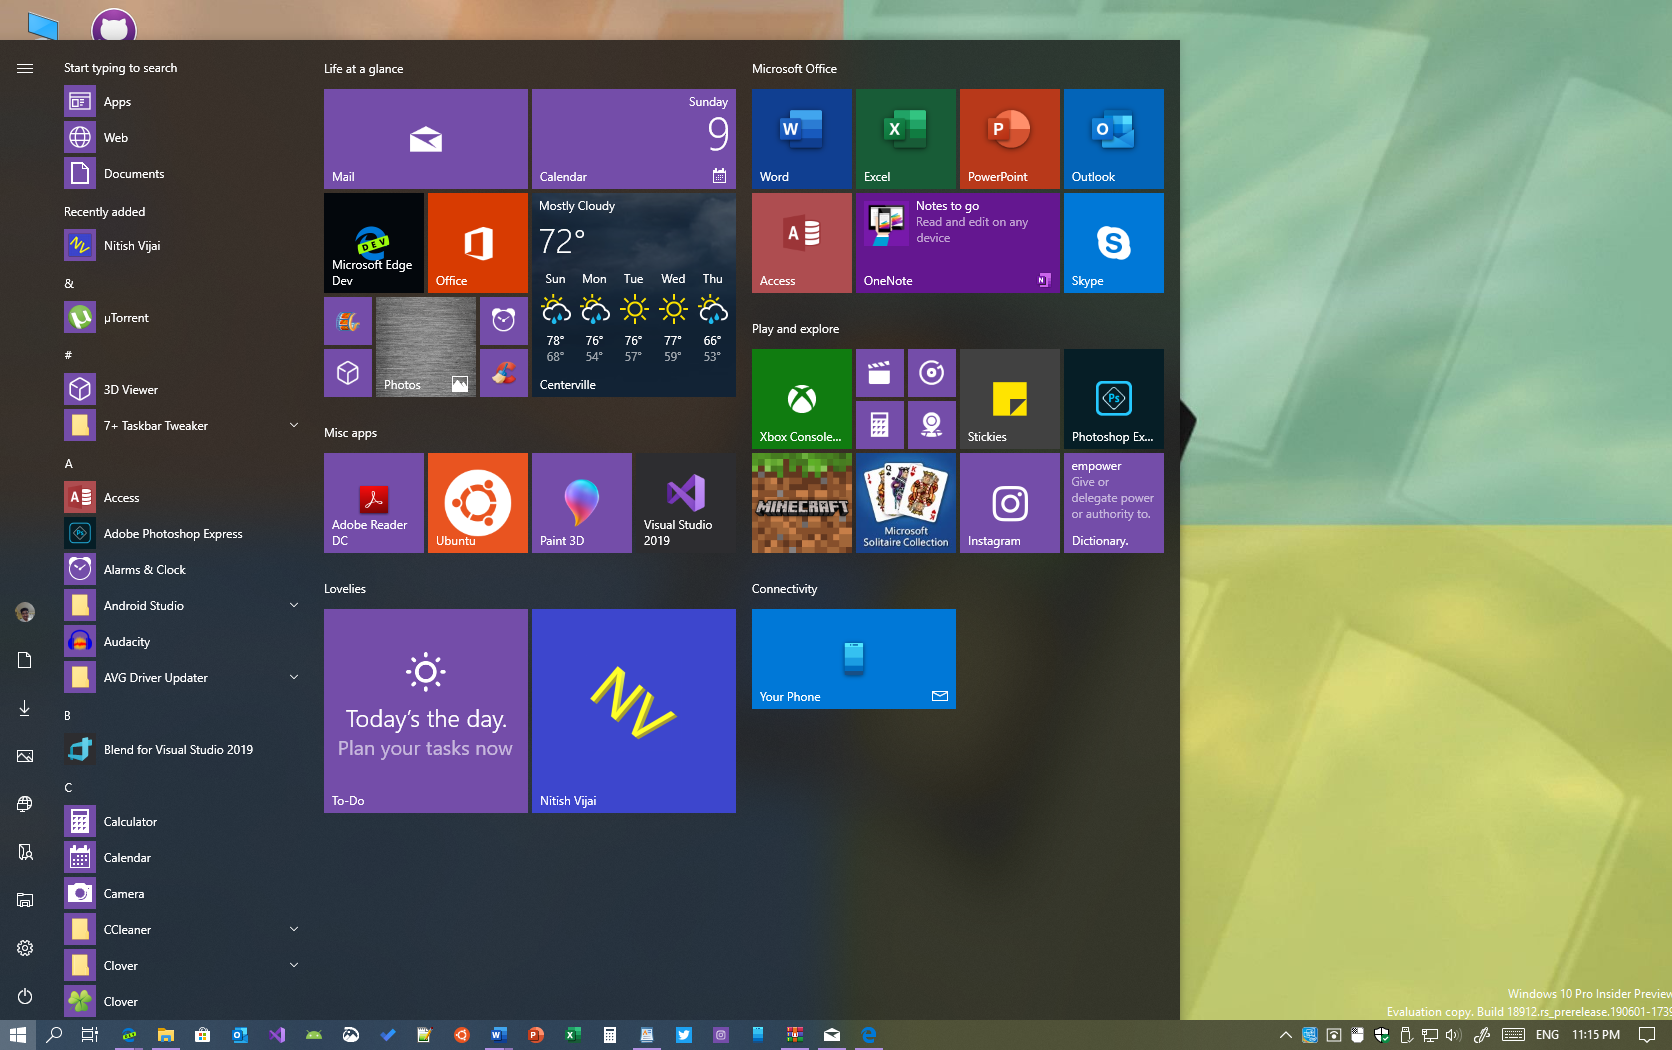 Start typing to search
Apps
Web
Documents
Recently added
Nitish Vijai
&
µTorrent
#
3D Viewer
7+ Taskbar Tweaker
A
Access
Adobe Photoshop Express
Alarms & Clock
Android Studio
Audacity
AVG Driver Updater
B
Blend for Visual Studio 2019
C
Calculator
Calendar
Camera
CCleaner
Clover
Clover
Life at a glance
Mail
Sunday
9
Calendar
DEV
Microsoft Edge
Dev
Office
Mostly Cloudy
72°
Sun Mon Tue Wed Thu
78° 76° 76° 77° 66°
68° 54° 57° 59° 53°
Centerville
Photos
Misc apps
Adobe Reader
DC
Ubuntu
Paint 3D
Visual Studio
2019
Lovelies
Today's the day.
Plan your tasks now
To-Do
NV
Nitish Vijai
Microsoft Office
W
Word
X
Excel
P
PowerPoint
O
Outlook
A
Access
Notes to go
Read and edit on any
device
N
OneNote
S
Skype
Play and explore
Xbox Console...
Stickies
Ps
Photoshop Ex...
MINECRAFT
Microsoft
Solitaire Collection
Instagram
empower
Give or
delegate power
or authority to.
Dictionary.
Connectivity
Your Phone
Windows 10 Pro Insider Preview
Evaluation copy. Build 18912.rs_prerelease.190601-1739
ENG
11:15 PM